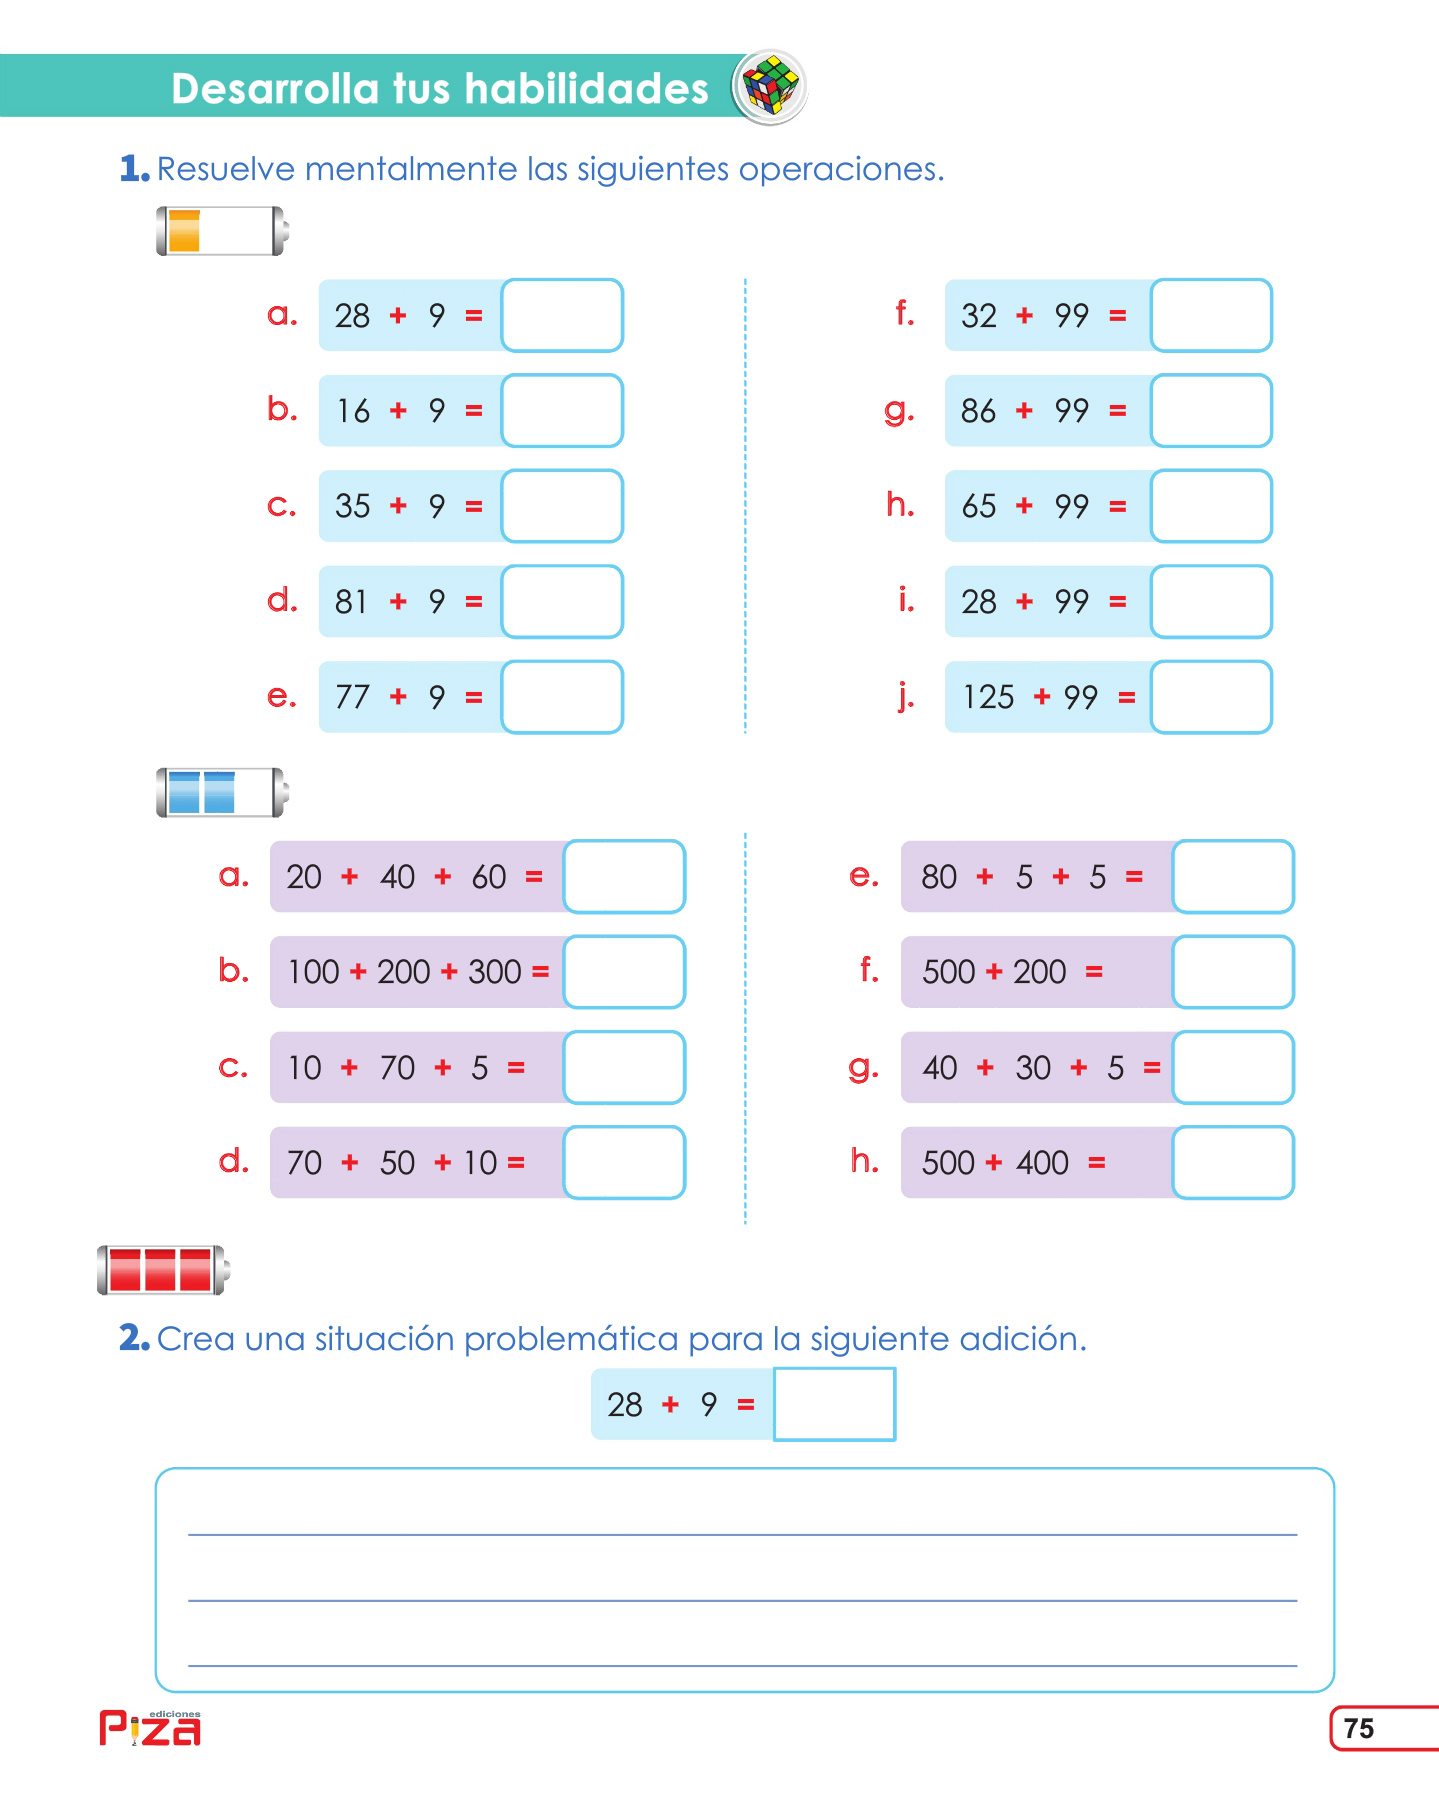 Desarrolla tus habilidades
1. Resuelve mentalmente las siguientes operaciones.
a. 28 + 9 =
b. 16 + 9 =
c. 35 + 9 =
d. 81 + 9 =
e. 77 + 9 =
f. 32 + 99 =
g. 86 + 99 =
h. 65 + 99 =
i. 28 + 99 =
j. 125 + 99 =
a. 20 + 40 + 60 =
b. 100 + 200 + 300 =
c. 10 + 70 + 5 =
d. 70 + 50 + 10 =
e. 80 + 5 + 5 =
f. 500 + 200 =
g. 40 + 30 + 5 =
h. 500 + 400 =
2. Crea una situación problemática para la siguiente adición.
28 + 9 =
ediciones
Piza
75